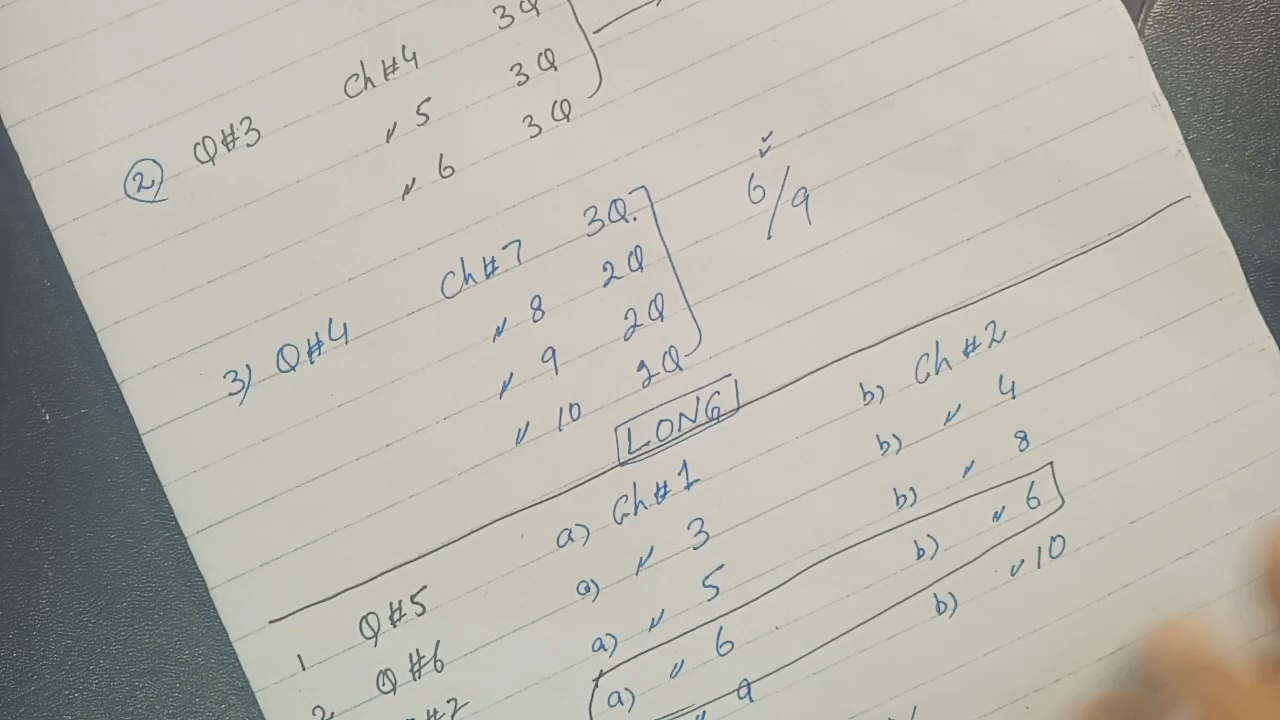 3Q
Ch#4 3Q
② Q#3 〃 5 3Q
〃 6
3) Q#4 Ch#7 3Q. 6/9
〃 8 2Q
〃 9 2Q
〃 10 2Q
LONG
1 Q#5 a) Ch#1 b) Ch#2
2 Q#6 a) 〃 3 b) 〃 4
#7 a) 〃 5 b) 〃 8
a) 〃 6 b) 〃 6
〃 9 b) 〃 10